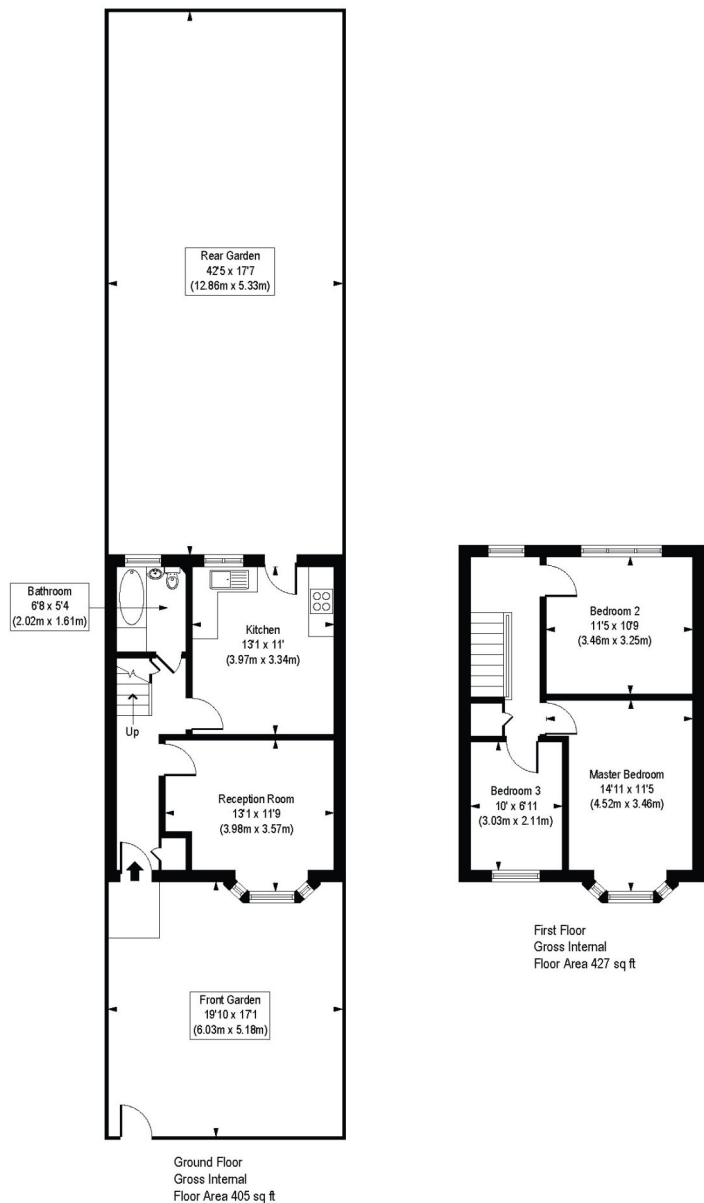 Rear Garden
42'5 x 17'7
(12.86m x 5.33m)
Bathroom
6'8 x 5'4
(2.02m x 1.61m)
Kitchen
13'1 x 11'
(3.97m x 3.34m)
Up
Reception Room
13'1 x 11'9
(3.98m x 3.57m)
Front Garden
19'10 x 17'1
(6.03m x 5.18m)
Ground Floor
Gross Internal
Floor Area 405 sq ft
Bedroom 2
11'5 x 10'9
(3.46m x 3.25m)
Master Bedroom
14'11 x 11'5
(4.52m x 3.46m)
Bedroom 3
10' x 6'11
(3.03m x 2.11m)
First Floor
Gross Internal
Floor Area 427 sq ft